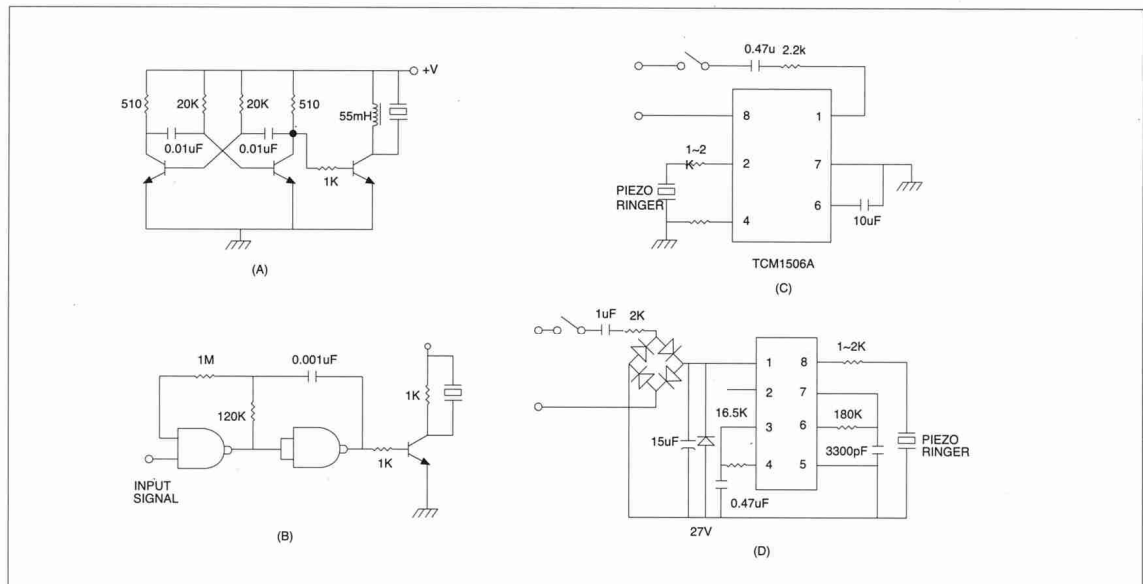 +V
510
20K
20K
510
55mH
0.01uF
0.01uF
1K
(A)
0.47u
2.2k
8
1
1~2
K
2
7
PIEZO
RINGER
6
4
10uF
TCM1506A
(C)
1M
0.001uF
120K
1K
1K
INPUT
SIGNAL
(B)
1uF
2K
1
8
1~2K
2
7
16.5K
3
6
180K
15uF
PIEZO
RINGER
4
5
3300pF
0.47uF
27V
(D)